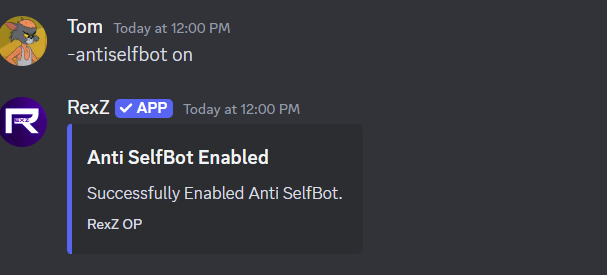 Tom Today at 12:00 PM
-antiselfbot on
RexZ ✓ APP Today at 12:00 PM
Anti SelfBot Enabled
Successfully Enabled Anti SelfBot.
RexZ OP